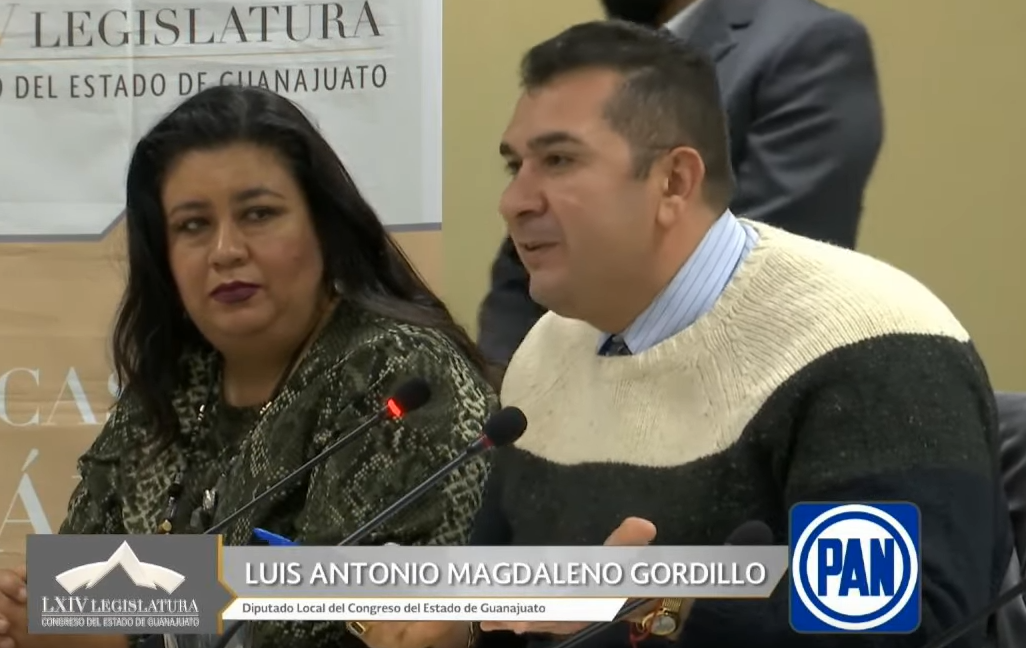 LEGISLATURA
DEL ESTADO DE GUANAJUATO
CAS
Á
LXIV LEGISLATURA
CONGRESO DEL ESTADO DE GUANAJUATO
LUIS ANTONIO MAGDALENO GORDILLO
Diputado Local del Congreso del Estado de Guanajuato
PAN